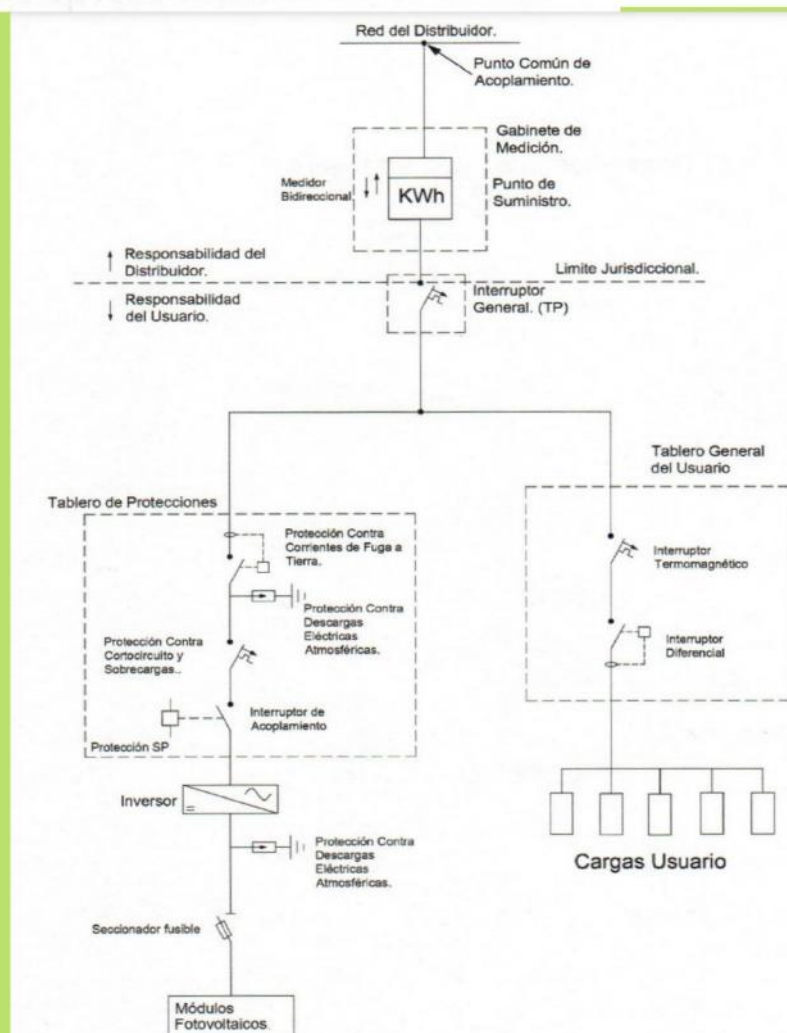 Red del Distribuidor.
Punto Común de
Acoplamiento.
Gabinete de
Medición.
Medidor
Bidireccional
KWh
Punto de
Suministro.
Responsabilidad del
Distribuidor.
Limite Jurisdiccional.
Responsabilidad
del Usuario.
Interruptor
General. (TP)
Tablero General
del Usuario
Tablero de Protecciones
Protección Contra
Corrientes de Fuga a
Tierra.
Interruptor
Termomagnético
Protección Contra
Descargas
Eléctricas
Atmosféricas.
Protección Contra
Cortocircuito y
Sobrecargas..
Interruptor
Diferencial
Interruptor de
Acoplamiento
Protección SP
Inversor
Protección Contra
Descargas
Eléctricas
Atmosféricas.
Cargas Usuario
Seccionador fusible
Módulos
Fotovoltaicos